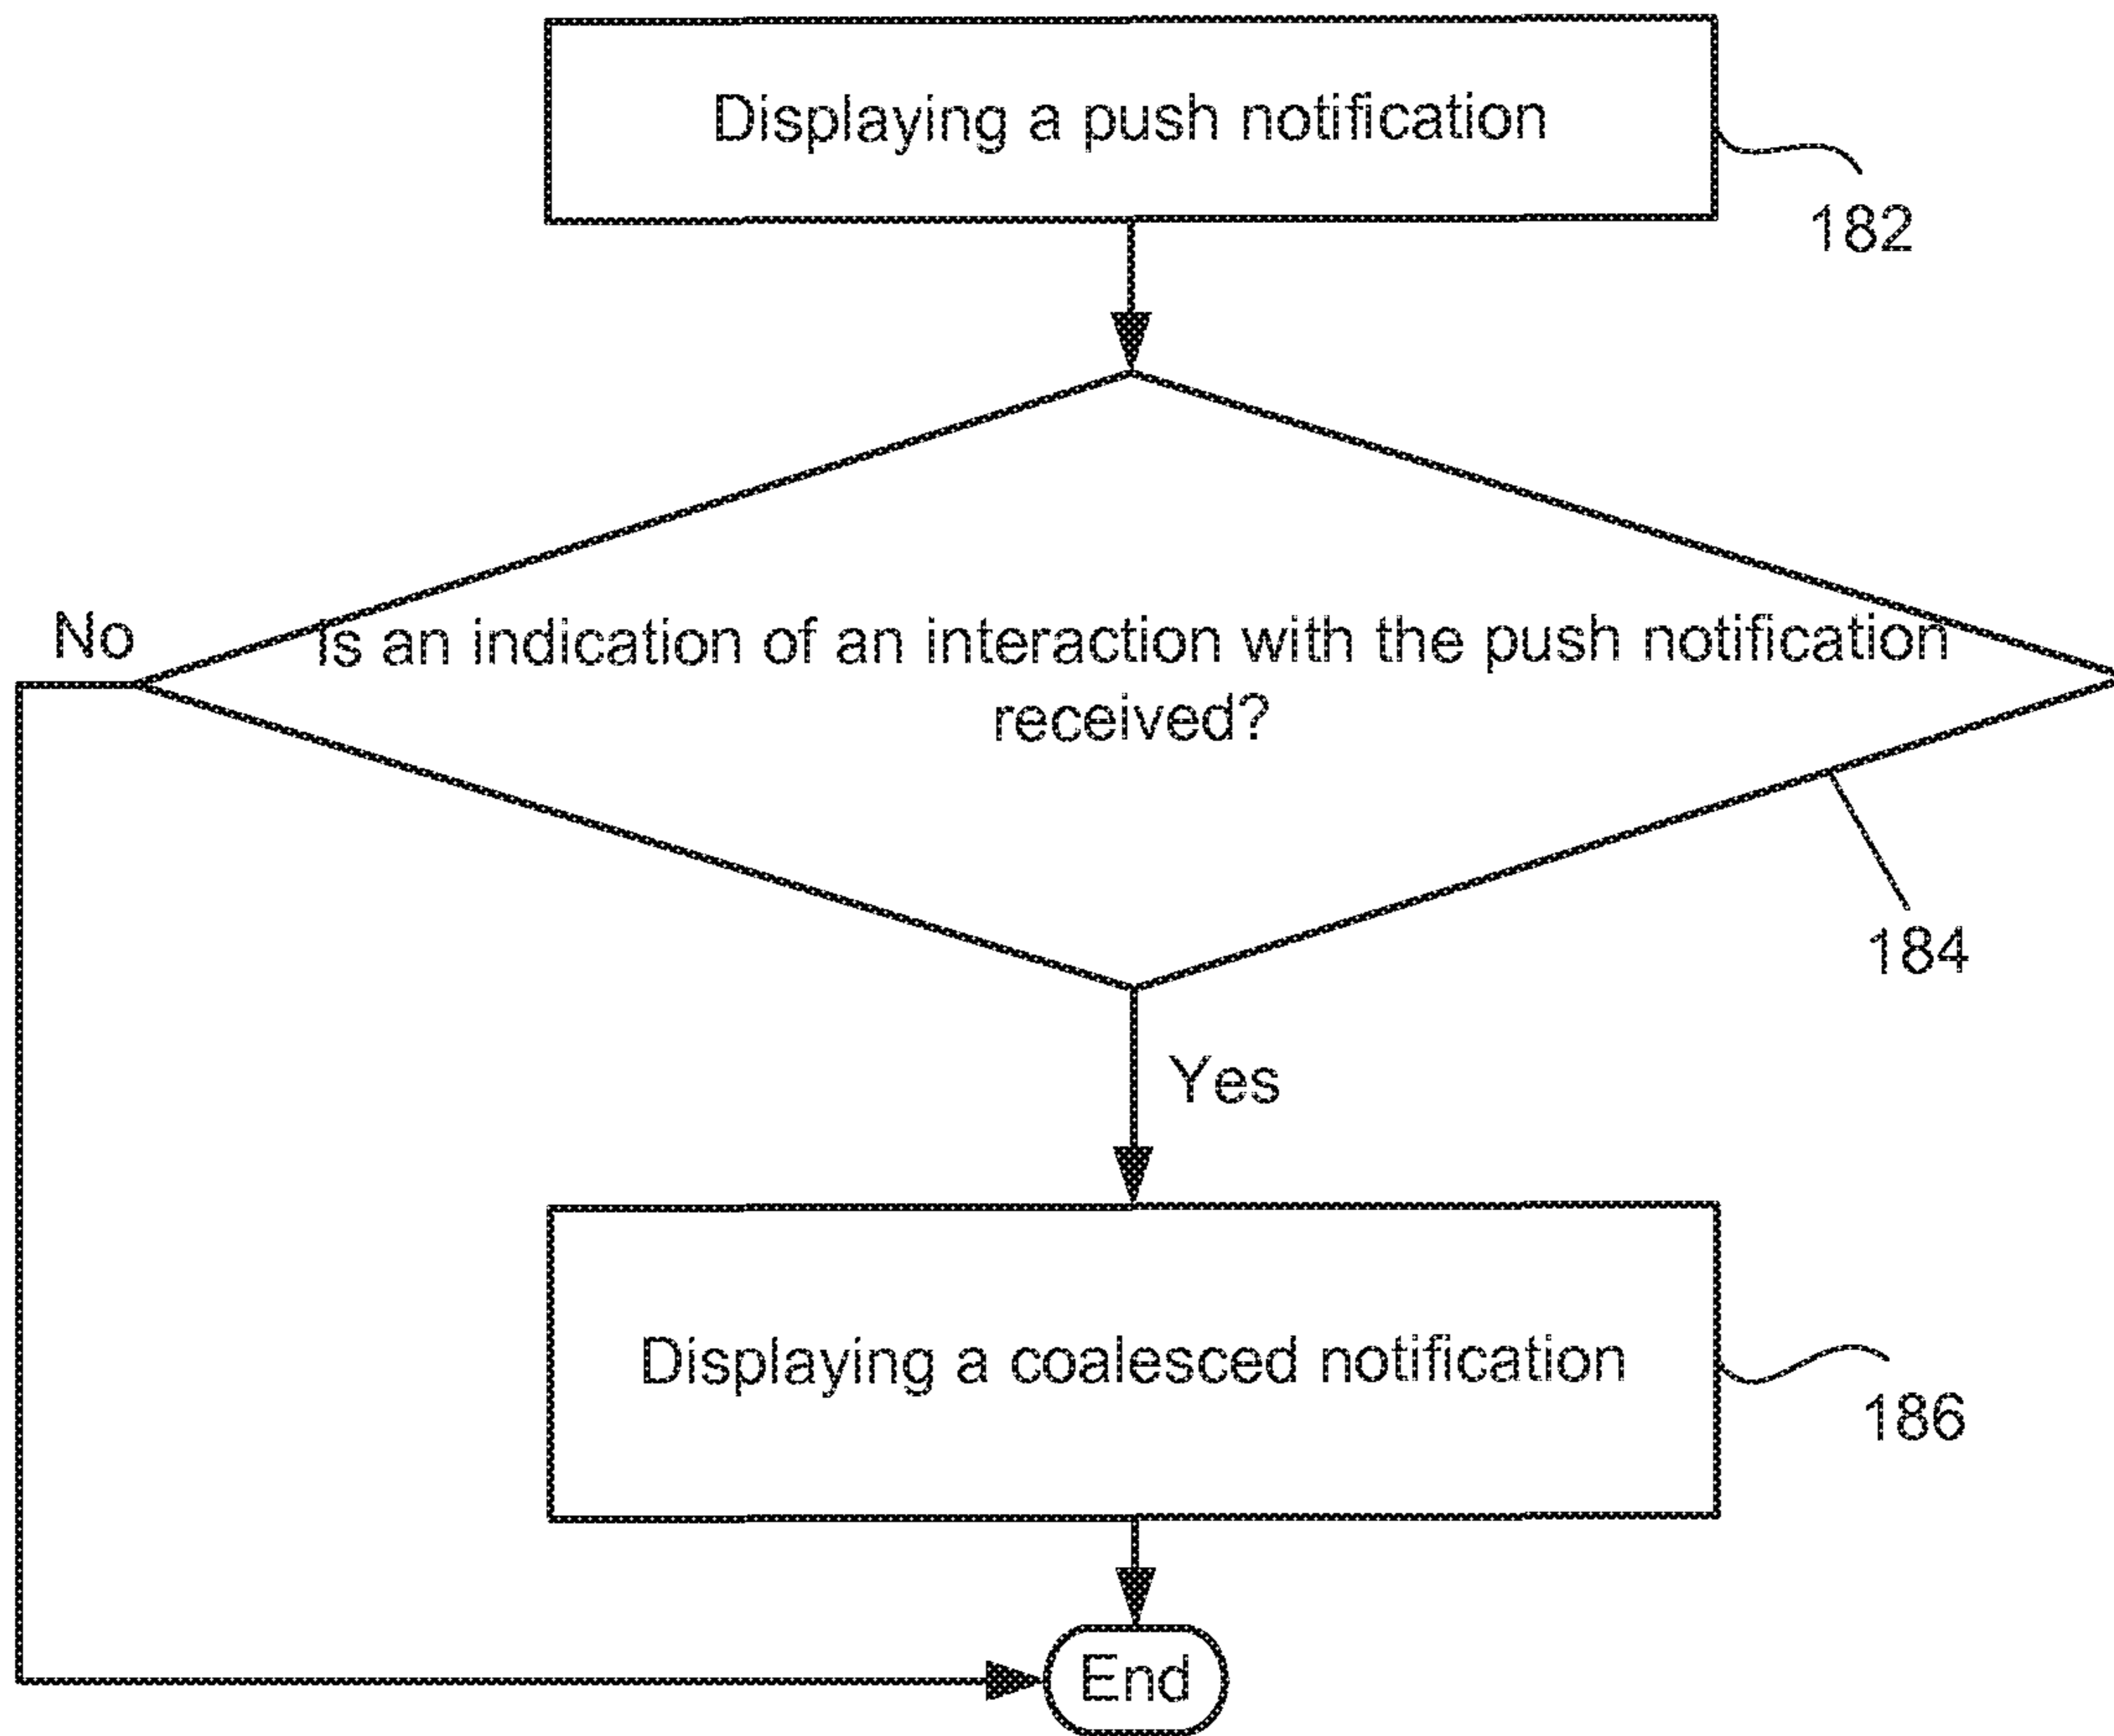 Displaying a push notification
182
No
Is an indication of an interaction with the push notification
received?
184
Yes
Displaying a coalesced notification
186
End